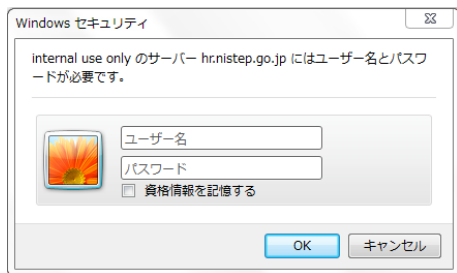 Windows セキュリティ
internal use only のサーバー hr.nistep.go.jp にはユーザー名とパスワ
ードが必要です。
ユーザー名
パスワード
資格情報を記憶する
OK
キャンセル